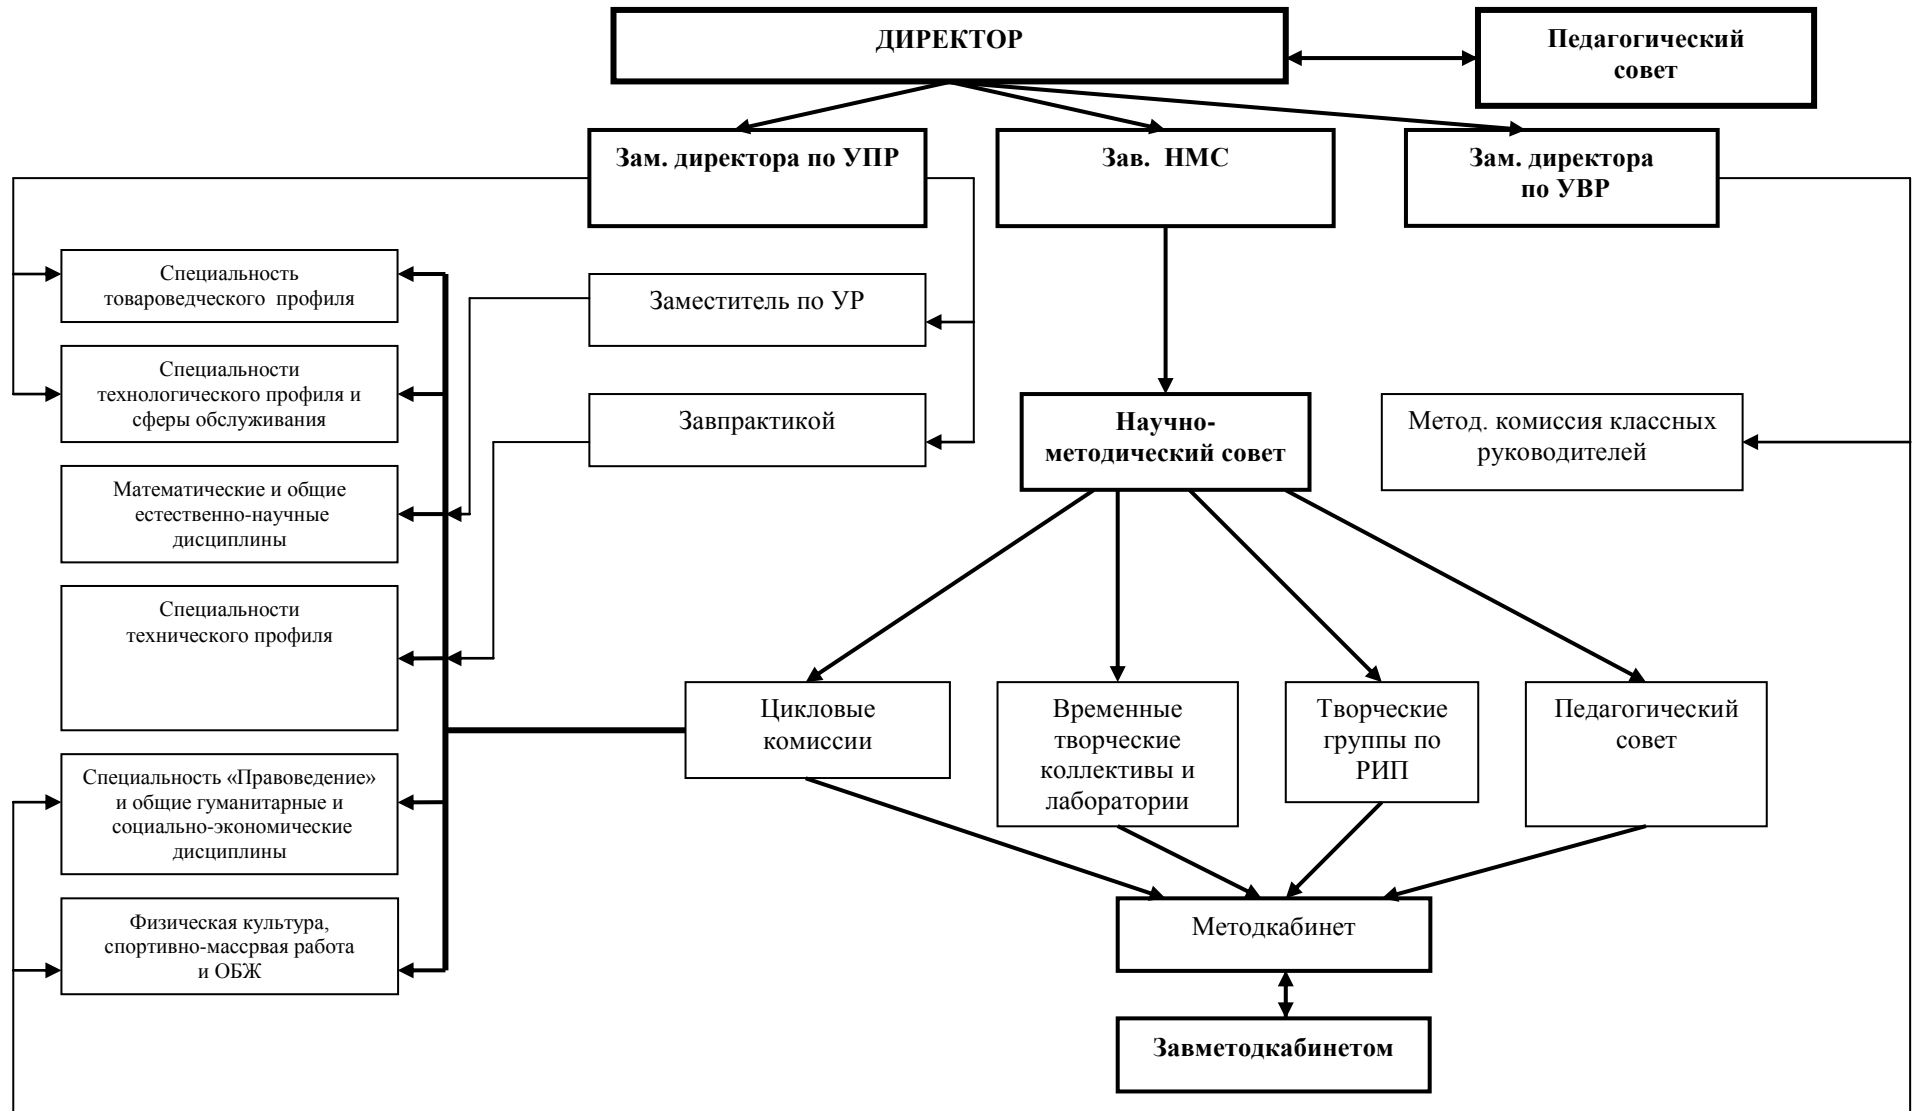 ДИРЕКТОР
Педагогический
совет
Зам. директора по УПР
Зав. НМС
Зам. директора
по УВР
Специальность
товароведческого профиля
Заместитель по УР
Специальности
технологического профиля и
сферы обслуживания
Завпрактикой
Научно-
методический совет
Метод. комиссия классных
руководителей
Математические и общие
естественно-научные
дисциплины
Специальности
технического профиля
Цикловые
комиссии
Временные
творческие
коллективы и
лаборатории
Творческие
группы по
РИП
Педагогический
совет
Специальность «Правоведение»
и общие гуманитарные и
социально-экономические
дисциплины
Физическая культура,
спортивно-массрвая работа
и ОБЖ
Методкабинет
Завметодкабинетом